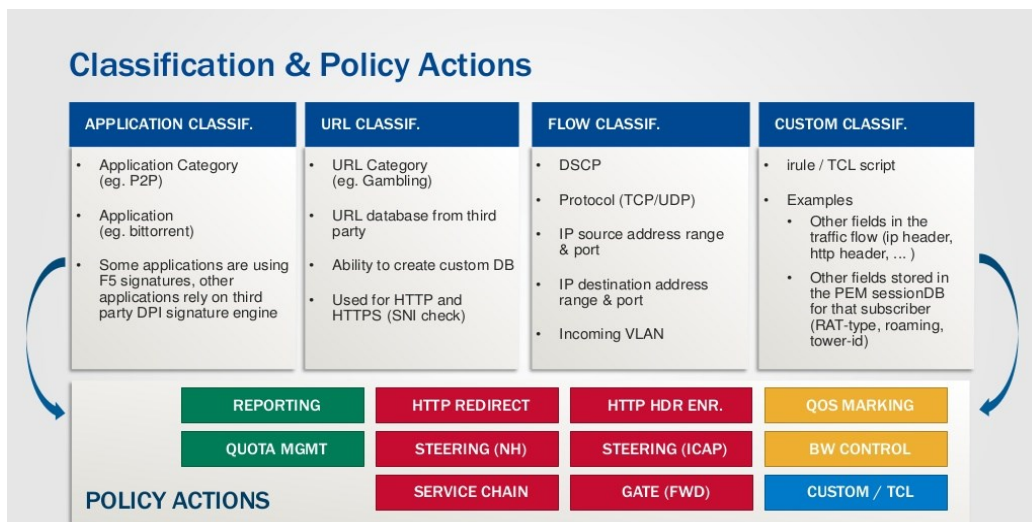 Classification & Policy Actions
APPLICATION CLASSIF.
• Application Category
(eg. P2P)
• Application
(eg. bittorrent)
• Some applications are using
F5 signatures, other
applications rely on third
party DPI signature engine
URL CLASSIF.
• URL Category
(eg. Gambling)
• URL database from third
party
• Ability to create custom DB
• Used for HTTP and
HTTPS (SNI check)
FLOW CLASSIF.
• DSCP
• Protocol (TCP/UDP)
• IP source address range
& port
• IP destination address
range & port
• Incoming VLAN
CUSTOM CLASSIF.
• irule / TCL script
• Examples
• Other fields in the
traffic flow (ip header,
http header, ... )
• Other fields stored in
the PEM sessionDB
for that subscriber
(RAT-type, roaming,
tower-id)
REPORTING
HTTP REDIRECT
HTTP HDR ENR.
QOS MARKING
QUOTA MGMT
STEERING (NH)
STEERING (ICAP)
BW CONTROL
POLICY ACTIONS
SERVICE CHAIN
GATE (FWD)
CUSTOM / TCL